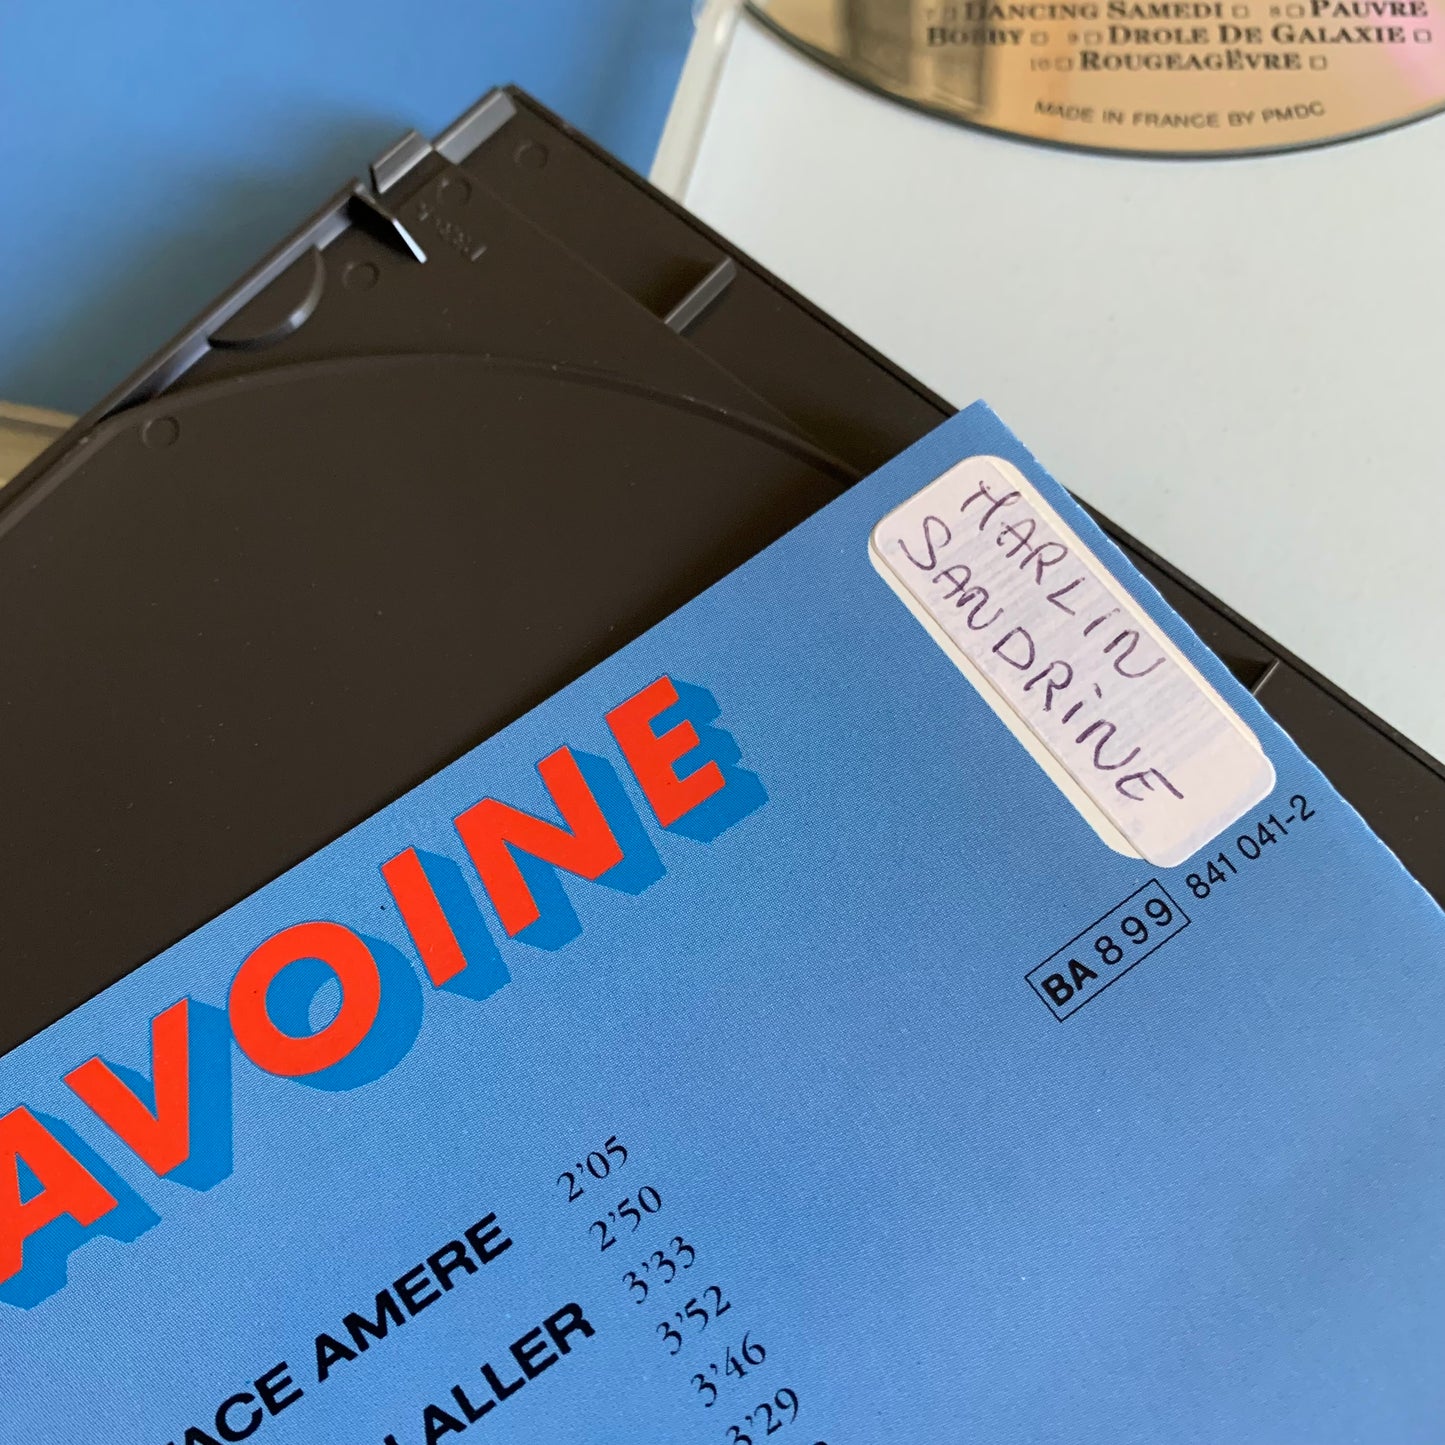 7 □ DANCING SAMEDI □ 8 □ PAUVRE
BOBBY □ 9 □ DROLE DE GALAXIE □
10 □ ROUGEAGÈVRE □
MADE IN FRANCE BY PMDC
HARLIN
SANDRINE
BA 899 841 041-2
AVOINE
FACE AMERE 2'05
2'50
ALLER 3'33
3'52
3'46
3'29